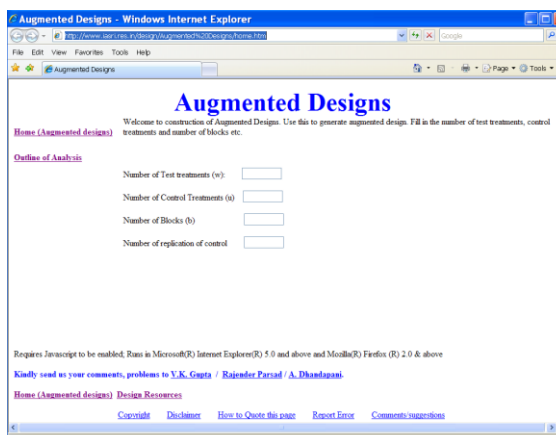 Augmented Designs - Windows Internet Explorer
http://www.iasri.res.in/design/Augmented%20Designs/home.htm
Google
File Edit View Favorites Tools Help
Augmented Designs
Page Tools
Augmented Designs
Welcome to construction of Augmented Designs. Use this to generate augmented design. Fill in the number of test treatments, control
Home (Augmented designs) treatments and number of blocks etc.
Outline of Analysis
Number of Test treatments (w):
Number of Control Treatments (u)
Number of Blocks (b)
Number of replication of control
Requires Javascript to be enabled; Runs in Microsoft(R) Internet Explorer(R) 5.0 and above and Mozilla(R) Firefox (R) 2.0 & above
Kindly send us your comments, problems to V.K. Gupta / Rajender Parsad / A. Dhandapani.
Home (Augmented designs) Design Resources
Copyright Disclaimer How to Quote this page Report Error Comments/suggestions